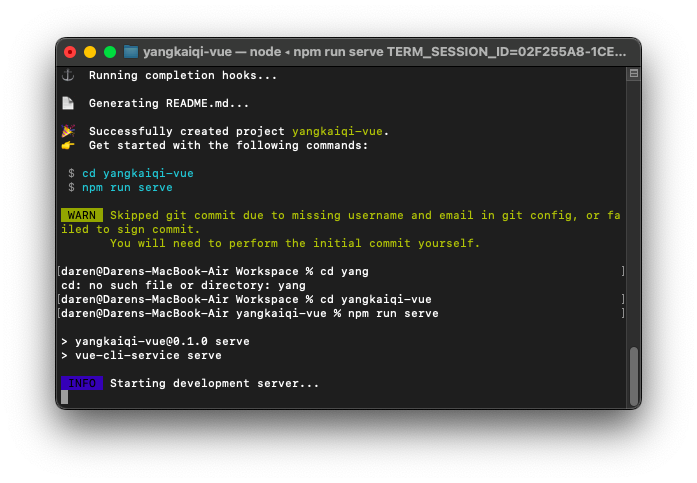 yangkaiqi-vue — node ◂ npm run serve TERM_SESSION_ID=02F255A8-1CE...
⚓ Running completion hooks...
📄 Generating README.md...
🎉 Successfully created project yangkaiqi-vue.
👉 Get started with the following commands:
$ cd yangkaiqi-vue
$ npm run serve
WARN Skipped git commit due to missing username and email in git config, or fa
iled to sign commit.
You will need to perform the initial commit yourself.
[daren@Darens-MacBook-Air Workspace % cd yang ]
cd: no such file or directory: yang
[daren@Darens-MacBook-Air Workspace % cd yangkaiqi-vue ]
[daren@Darens-MacBook-Air yangkaiqi-vue % npm run serve ]
> yangkaiqi-vue@0.1.0 serve
> vue-cli-service serve
INFO Starting development server...